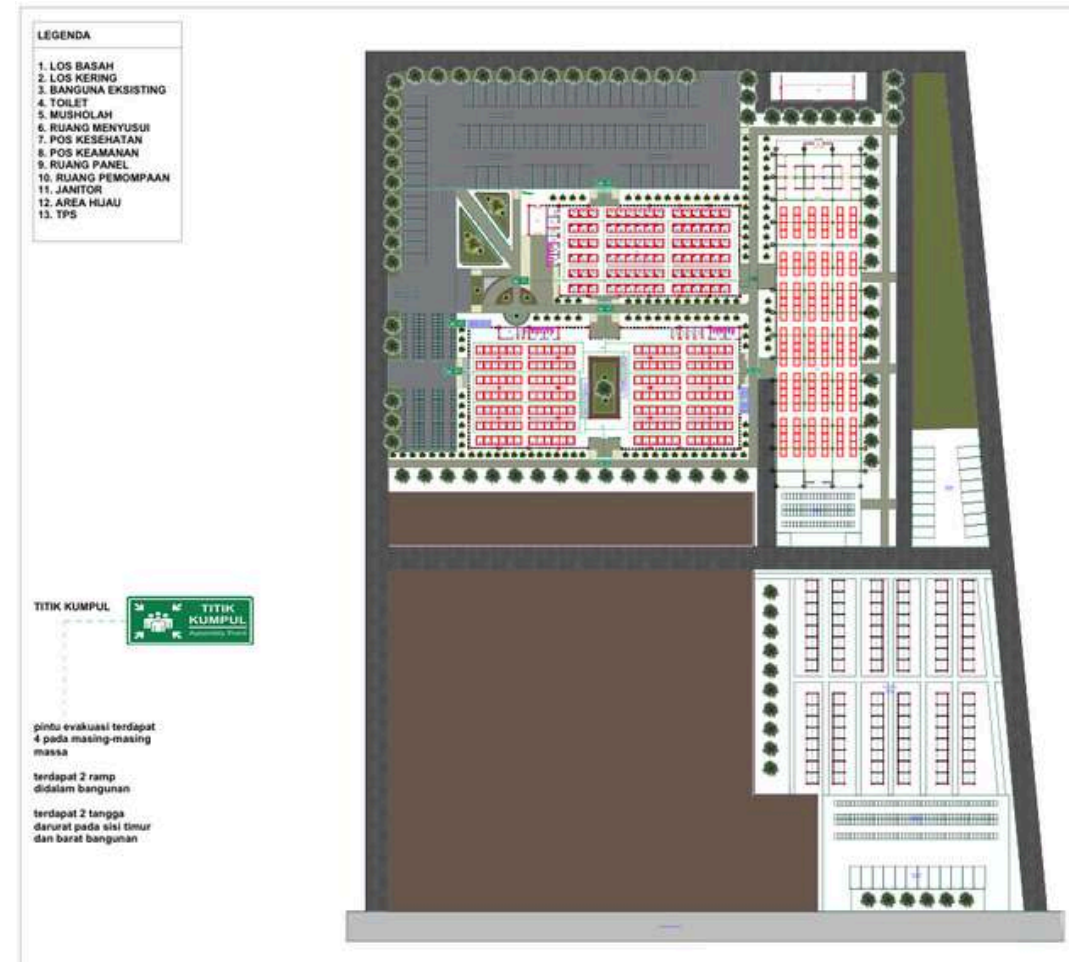 LEGENDA
1. LOS BASAH
2. LOS KERING
3. BANGUNA EKSISTING
4. TOILET
5. MUSHOLAH
6. RUANG MENYUSUI
7. POS KESEHATAN
8. POS KEAMANAN
9. RUANG PANEL
10. RUANG PEMOMPAAN
11. JANITOR
12. AREA HIJAU
13. TPS
TITIK KUMPUL
TITIK
KUMPUL
Assembly Point
pintu evakuasi terdapat
4 pada masing-masing
massa
terdapat 2 ramp
didalam bangunan
terdapat 2 tangga
darurat pada sisi timur
dan barat bangunan